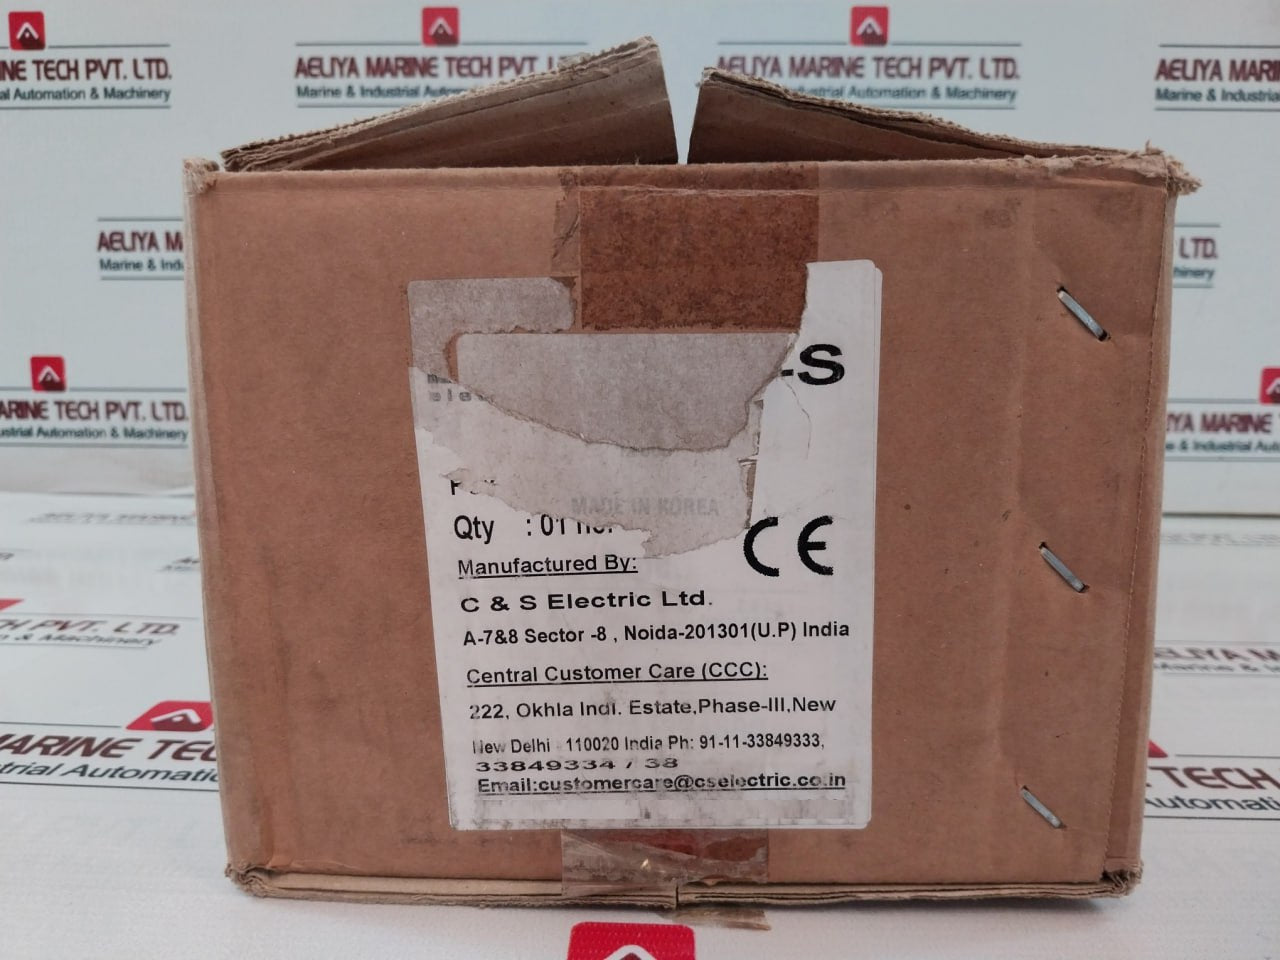 AELIYA MARINE TECH PVT. LTD.
Marine & Industrial Automation & Machinery
-S
MADE IN KOREA
Qty : 01
CE
Manufactured By:
C & S Electric Ltd.
A-7&8 Sector -8 , Noida-201301(U.P) India
Central Customer Care (CCC):
222, Okhla Indl. Estate,Phase-III,New
New Delhi - 110020 India Ph: 91-11-33849333,
33849334 / 38
Email:customercare@cselectric.co.in